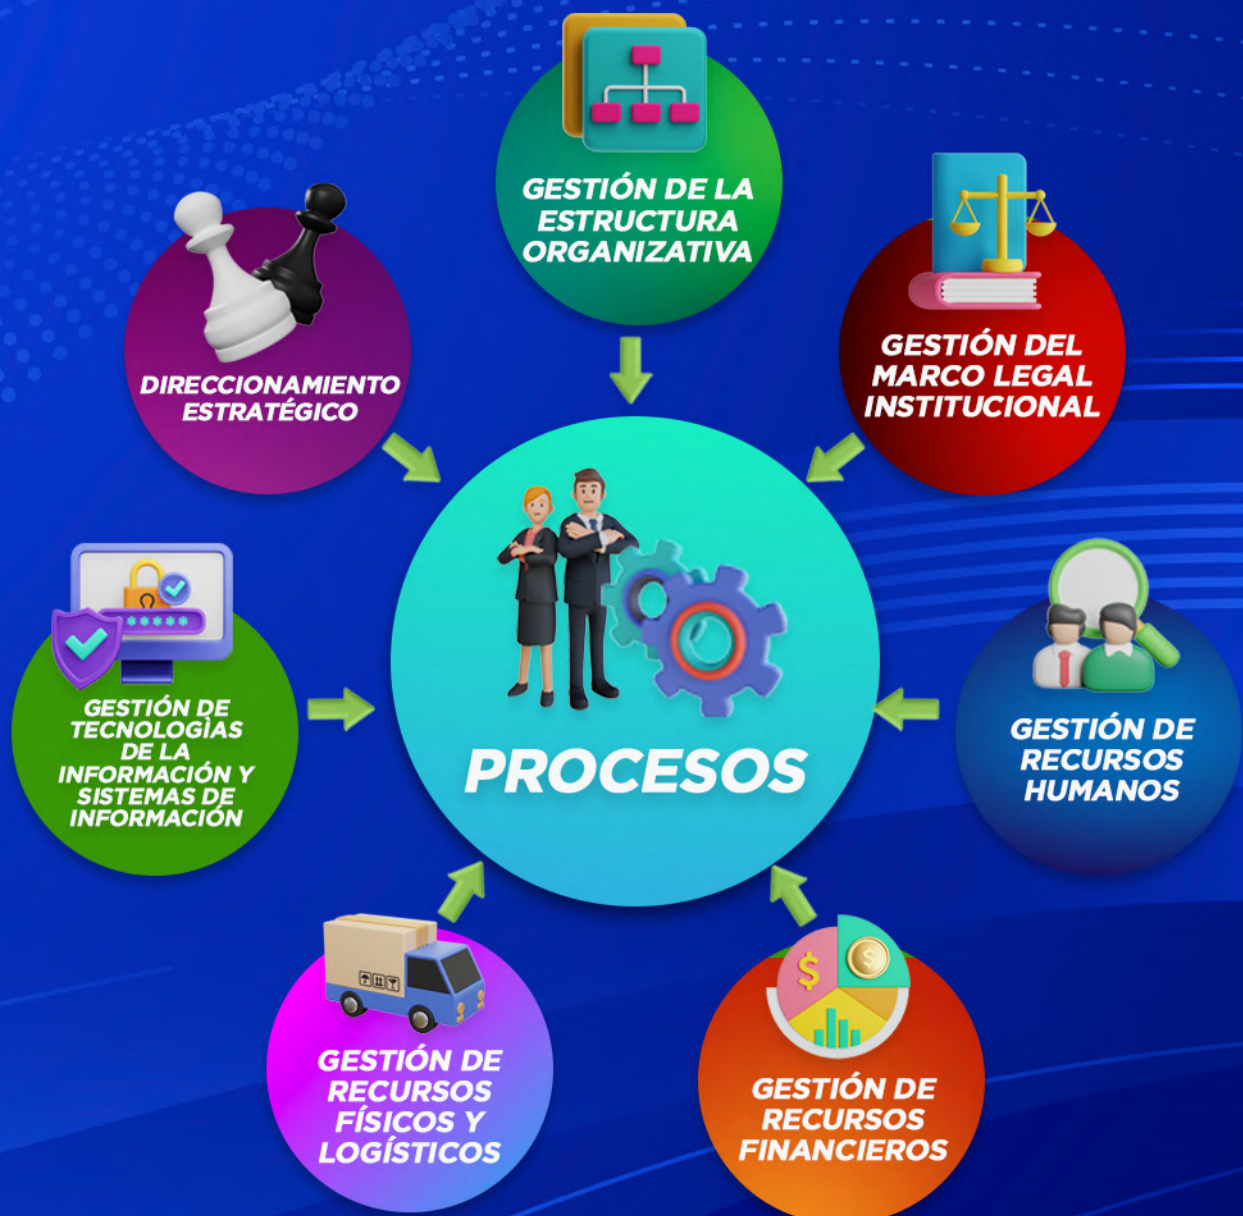 GESTIÓN DE LA
ESTRUCTURA
ORGANIZATIVA
DIRECCIONAMIENTO
ESTRATÉGICO
GESTIÓN DEL
MARCO LEGAL
INSTITUCIONAL
GESTIÓN DE
TECNOLOGÌAS
DE LA
INFORMACIÓN Y
SISTEMAS DE
INFORMACIÓN
PROCESOS
GESTIÓN DE
RECURSOS
HUMANOS
GESTIÓN DE
RECURSOS
FÍSICOS Y
LOGÍSTICOS
GESTIÓN DE
RECURSOS
FINANCIEROS